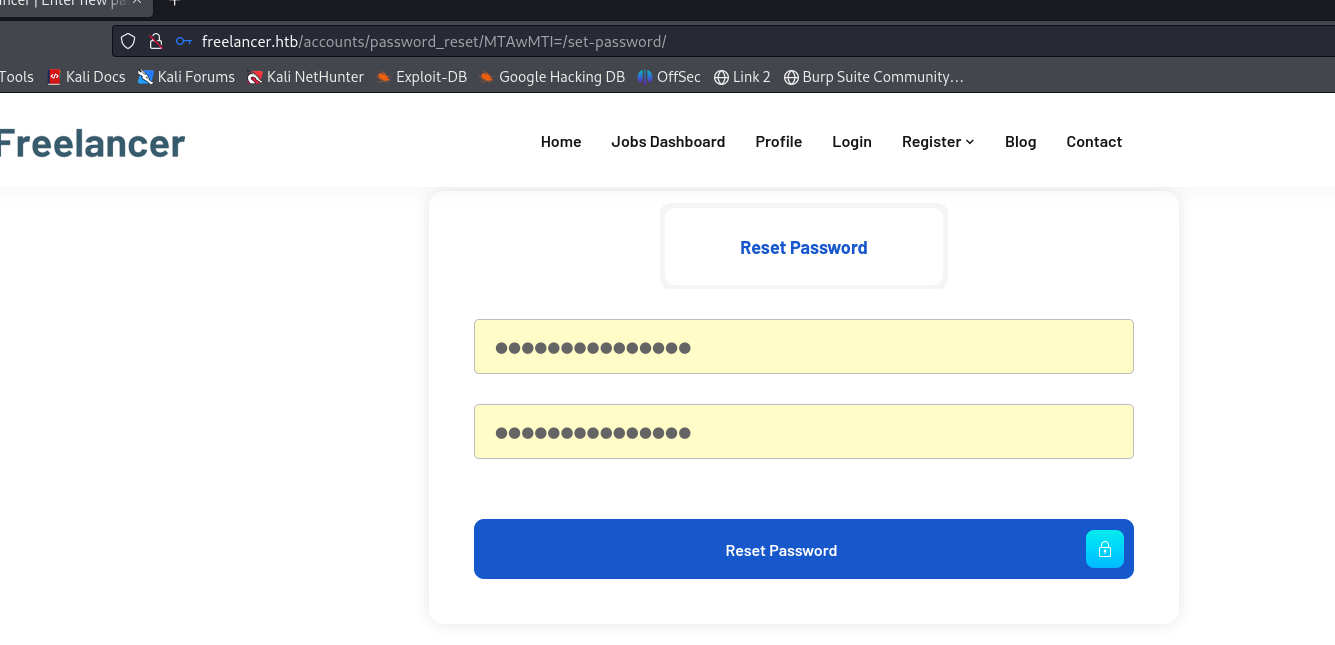 ancer | Enter new pa
freelancer.htb/accounts/password_reset/MTAwMTI=/set-password/
Tools Kali Docs Kali Forums Kali NetHunter Exploit-DB Google Hacking DB OffSec Link 2 Burp Suite Community…
Freelancer Home Jobs Dashboard Profile Login Register Blog Contact
Reset Password
Reset Password